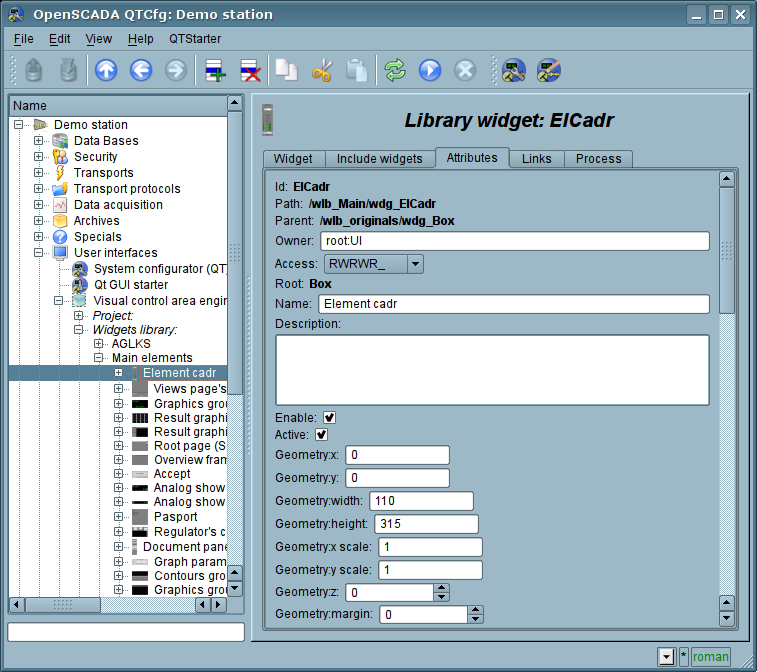 OpenSCADA QTCfg: Demo station
File Edit View Help QTStarter
Name
Demo station
Data Bases
Security
Transports
Transport protocols
Data acquisition
Archives
Specials
User interfaces
System configurator (QT
Qt GUI starter
Visual control area engin
Project:
Widgets library:
AGLKS
Main elements
Element cadr
Views page's
Graphics grou
Result graphi
Result graphi
Root page (S
Overview fram
Accept
Analog show
Analog show
Pasport
Regulator's c
Document pane
Graph param
Contours gro
Graphics grou
Library widget: ElCadr
Widget Include widgets Attributes Links Process
Id: ElCadr
Path: /wlb_Main/wdg_ElCadr
Parent: /wlb_originals/wdg_Box
Owner: root:UI
Access: RWRWR_
Root: Box
Name: Element cadr
Description:
Enable:
Active:
Geometry:x: 0
Geometry:y: 0
Geometry:width: 110
Geometry:height: 315
Geometry:x scale: 1
Geometry:y scale: 1
Geometry:z: 0
Geometry:margin: 0
* roman